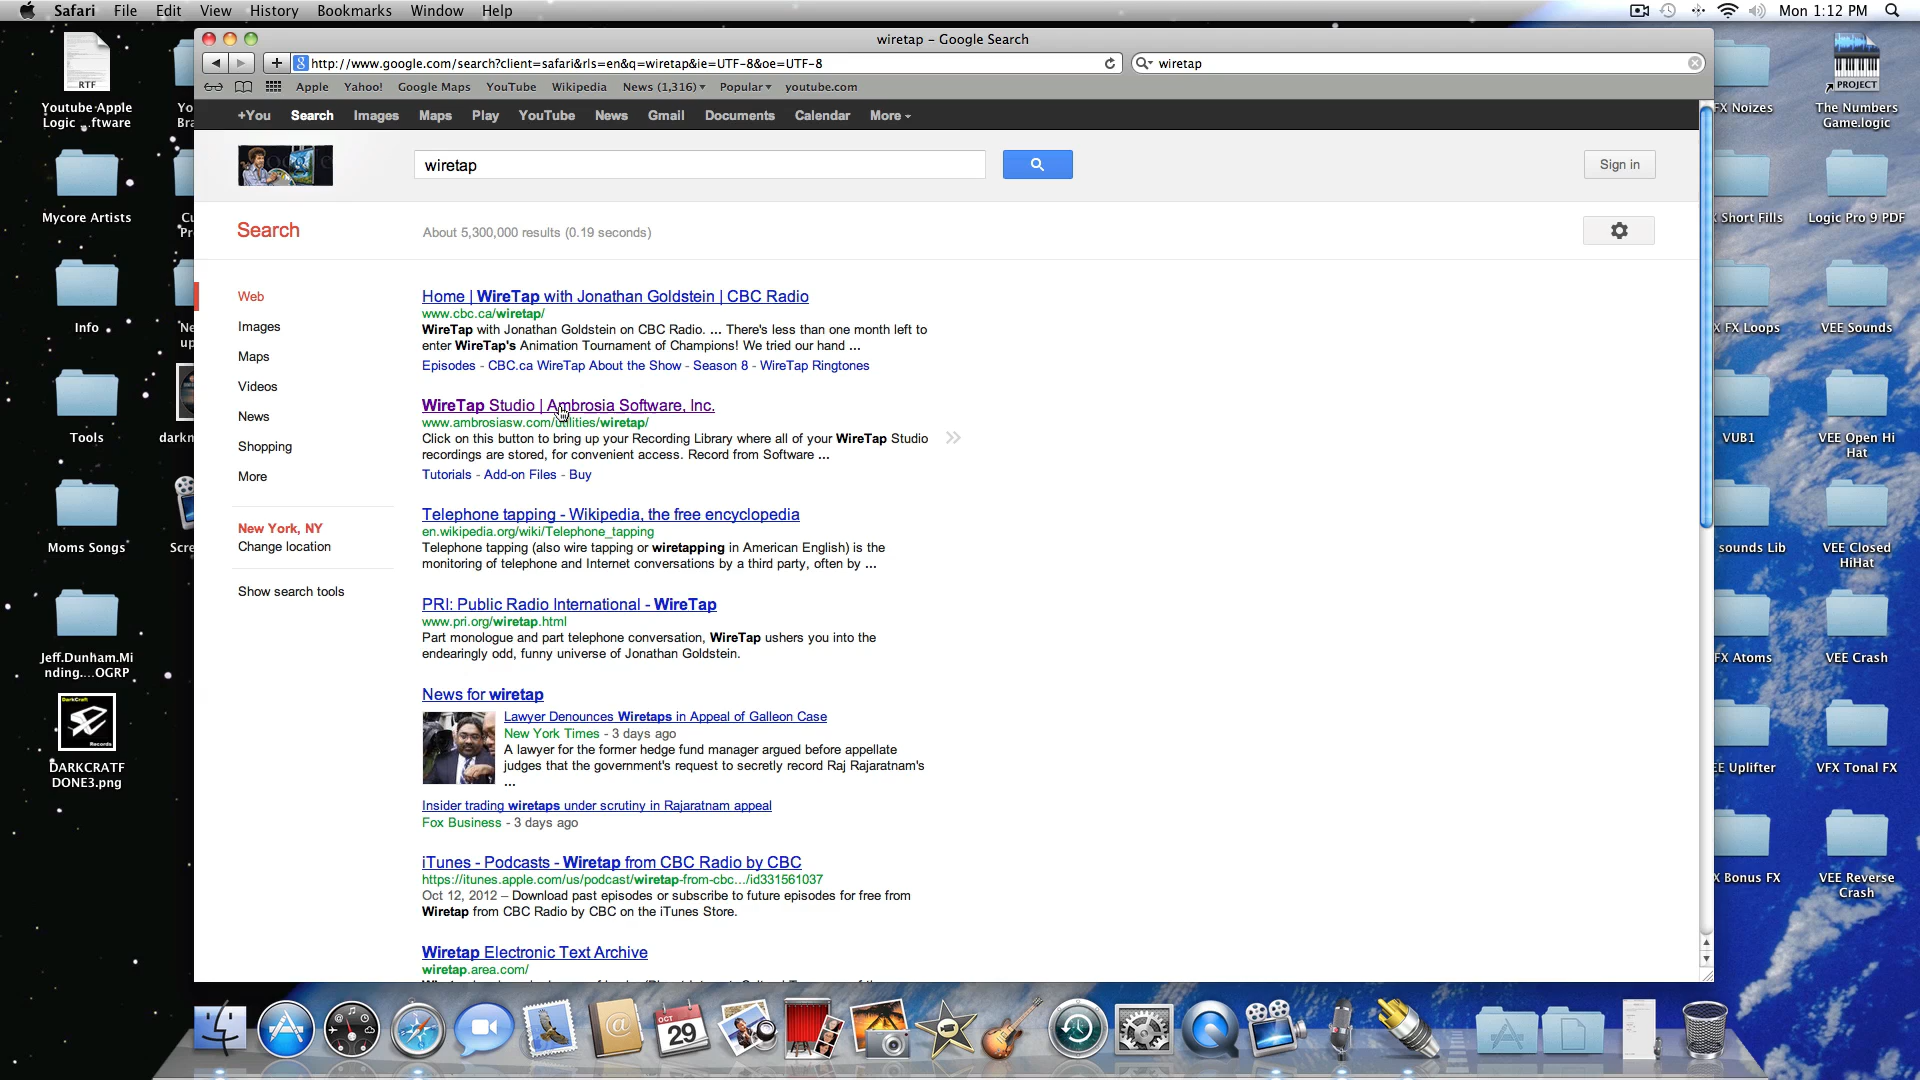 Safari File Edit View History Bookmarks Window Help
Mon 1:12 PM
wiretap – Google Search
http://www.google.com/search?client=safari&rls=en&q=wiretap&ie=UTF-8&oe=UTF-8
wiretap
Apple Yahoo! Google Maps YouTube Wikipedia News (1,316) Popular youtube.com
+You Search Images Maps Play YouTube News Gmail Documents Calendar More
wiretap
Sign in
Search
About 5,300,000 results (0.19 seconds)
Web
Images
Maps
Videos
News
Shopping
More
New York, NY
Change location
Show search tools
Home | WireTap with Jonathan Goldstein | CBC Radio
www.cbc.ca/wiretap/
WireTap with Jonathan Goldstein on CBC Radio. ... There's less than one month left to
enter WireTap's Animation Tournament of Champions! We tried our hand ...
Episodes - CBC.ca WireTap About the Show - Season 8 - WireTap Ringtones
WireTap Studio | Ambrosia Software, Inc.
www.ambrosiasw.com/utilities/wiretap/
Click on this button to bring up your Recording Library where all of your WireTap Studio
recordings are stored, for convenient access. Record from Software ...
Tutorials - Add-on Files - Buy
Telephone tapping - Wikipedia, the free encyclopedia
en.wikipedia.org/wiki/Telephone_tapping
Telephone tapping (also wire tapping or wiretapping in American English) is the
monitoring of telephone and Internet conversations by a third party, often by ...
PRI: Public Radio International - WireTap
www.pri.org/wiretap.html
Part monologue and part telephone conversation, WireTap ushers you into the
endearingly odd, funny universe of Jonathan Goldstein.
News for wiretap
Lawyer Denounces Wiretaps in Appeal of Galleon Case
New York Times - 3 days ago
A lawyer for the former hedge fund manager argued before appellate
judges that the government's request to secretly record Raj Rajaratnam's
...
Insider trading wiretaps under scrutiny in Rajaratnam appeal
Fox Business - 3 days ago
iTunes - Podcasts - Wiretap from CBC Radio by CBC
https://itunes.apple.com/us/podcast/wiretap-from-cbc.../id331561037
Oct 12, 2012 – Download past episodes or subscribe to future episodes for free from
Wiretap from CBC Radio by CBC on the iTunes Store.
Wiretap Electronic Text Archive
wiretap.area.com/
RTF
Youtube Apple
Logic ...ftware
Mycore Artists
Info
Tools
Moms Songs
Jeff.Dunham.Mi
nding....OGRP
DarkCraft
Records
DARKCRATF
DONE3.png
FX Noizes
Short Fills
FX Loops
VUB1
sounds Lib
FX Atoms
EE Uplifter
X Bonus FX
PROJECT
The Numbers
Game.logic
Logic Pro 9 PDF
VEE Sounds
VEE Open Hi
Hat
VEE Closed
HiHat
VEE Crash
VFX Tonal FX
VEE Reverse
Crash
OCT
29